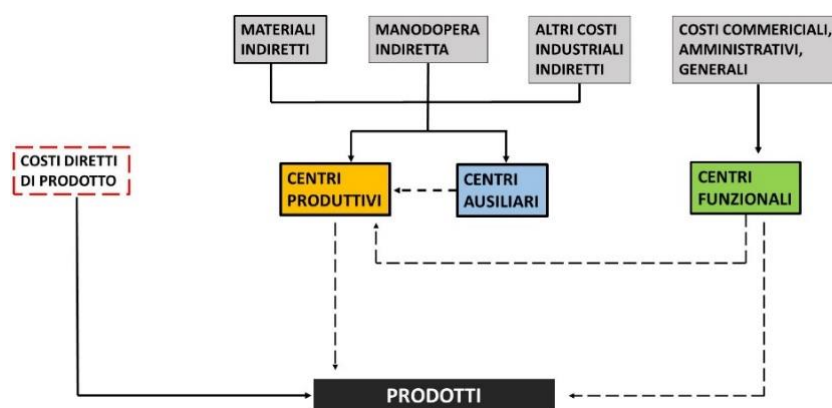 MATERIALI
INDIRETTI
MANODOPERA
INDIRETTA
ALTRI COSTI
INDUSTRIALI
INDIRETTI
COSTI COMMERICIALI,
AMMINISTRATIVI,
GENERALI
COSTI DIRETTI
DI PRODOTTO
CENTRI
PRODUTTIVI
CENTRI
AUSILIARI
CENTRI
FUNZIONALI
PRODOTTI